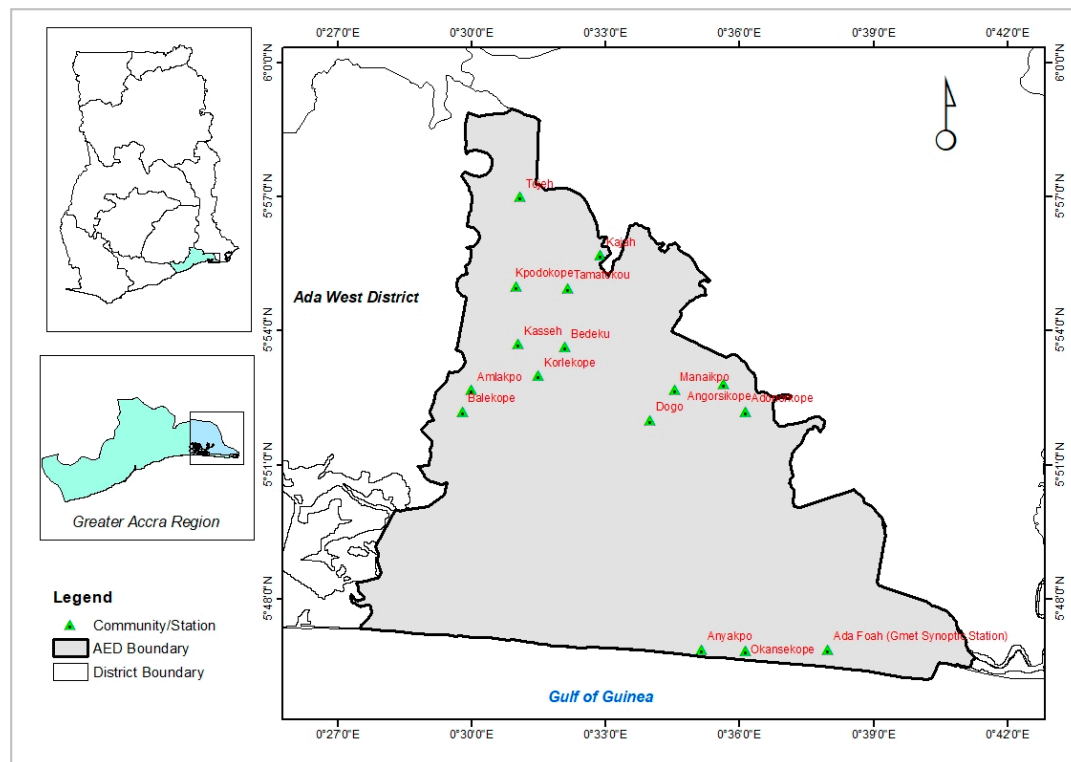 0°27'0"E 0°30'0"E 0°33'0"E 0°36'0"E 0°39'0"E 0°42'0"E
6°0'0"N 6°0'0"N
5°57'0"N 5°57'0"N
5°54'0"N 5°54'0"N
5°51'0"N 5°51'0"N
5°48'0"N 5°48'0"N
Tojeh
Kajah
Kpodokope
Tamatokou
Ada West District
Kasseh
Bedeku
Korlekope
Amlakpo
Manaikpo
Balekope
Angorsikope
Dogo
Greater Accra Region
Legend
Community/Station
AED Boundary
District Boundary
Anyakpo
Ada Foah (Gmet Synoptic Station)
Okansekope
Gulf of Guinea
0°27'0"E 0°30'0"E 0°33'0"E 0°36'0"E 0°39'0"E 0°42'0"E